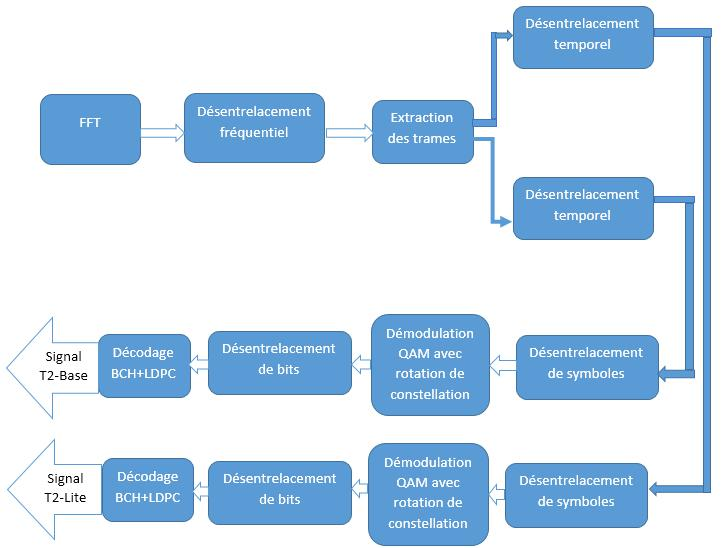 Désentrelacement
temporel
FFT
Désentrelacement
fréquentiel
Extraction
des trames
Désentrelacement
temporel
Signal
T2-Base
Décodage
BCH+LDPC
Désentrelacement
de bits
Démodulation
QAM avec
rotation de
constellation
Désentrelacement
de symboles
Signal
T2-Lite
Décodage
BCH+LDPC
Désentrelacement
de bits
Démodulation
QAM avec
rotation de
constellation
Désentrelacement
de symboles